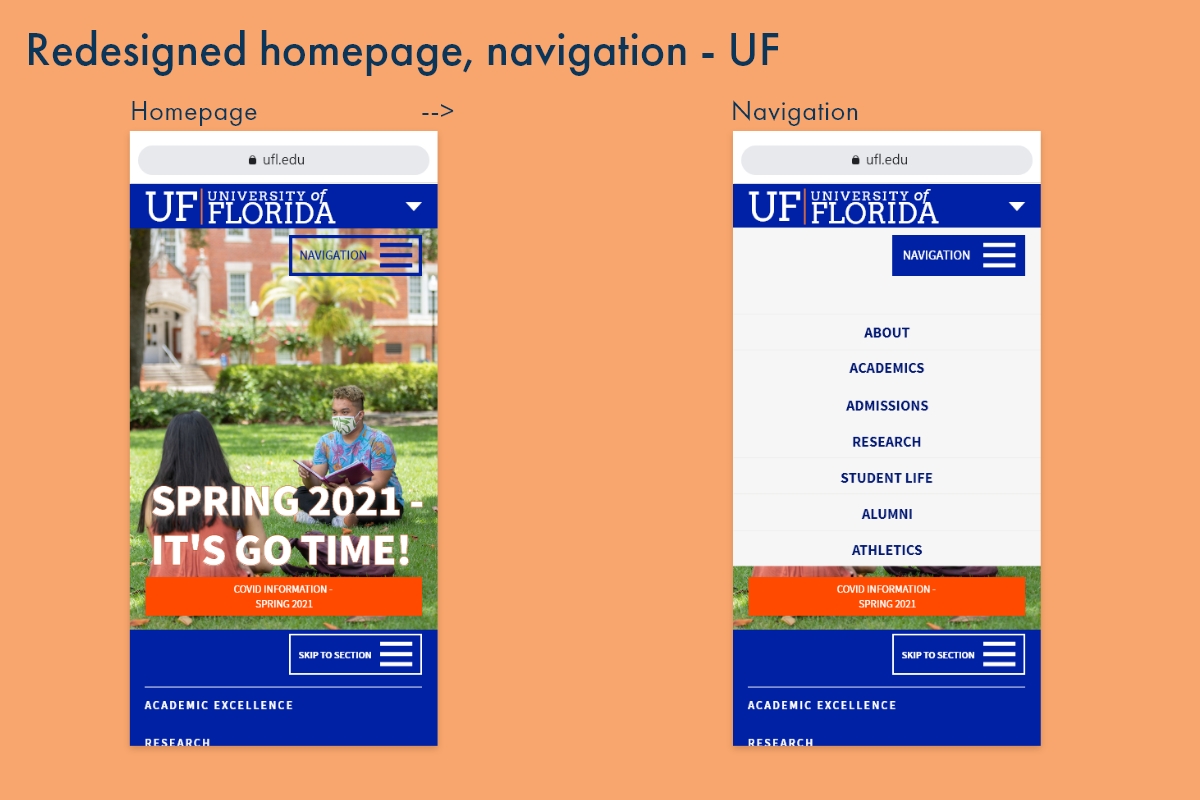 Redesigned homepage, navigation - UF
Homepage -->
ufl.edu
UF UNIVERSITY of
FLORIDA
NAVIGATION
SPRING 2021 -
IT'S GO TIME!
COVID INFORMATION -
SPRING 2021
SKIP TO SECTION
ACADEMIC EXCELLENCE
RESEARCH
Navigation
ufl.edu
UF UNIVERSITY of
FLORIDA
NAVIGATION
ABOUT
ACADEMICS
ADMISSIONS
RESEARCH
STUDENT LIFE
ALUMNI
ATHLETICS
COVID INFORMATION -
SPRING 2021
SKIP TO SECTION
ACADEMIC EXCELLENCE
RESEARCH